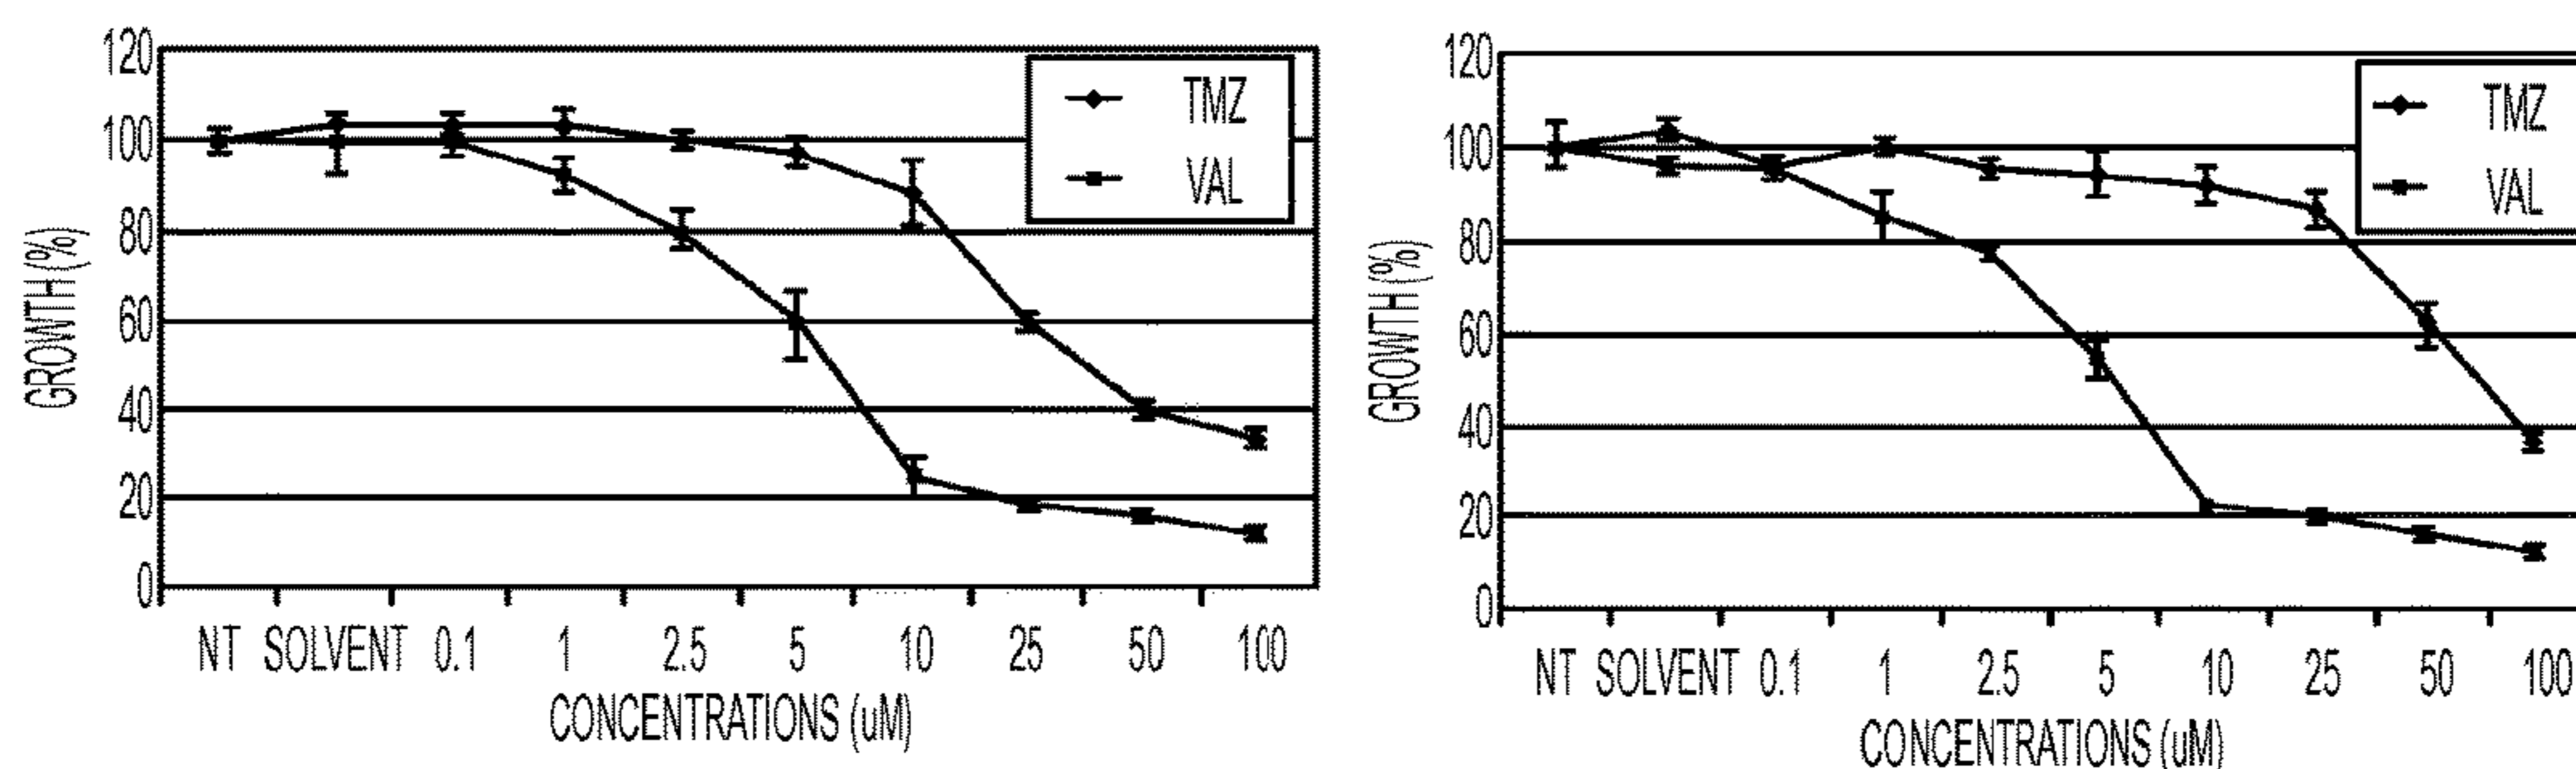 120
100
80
60
40
20
0
GROWTH (%)
TMZ
VAL
NT SOLVENT 0.1 1 2.5 5 10 25 50 100
CONCENTRATIONS (uM)
120
100
80
60
40
20
0
GROWTH (%)
TMZ
VAL
NT SOLVENT 0.1 1 2.5 5 10 25 50 100
CONCENTRATIONS (uM)